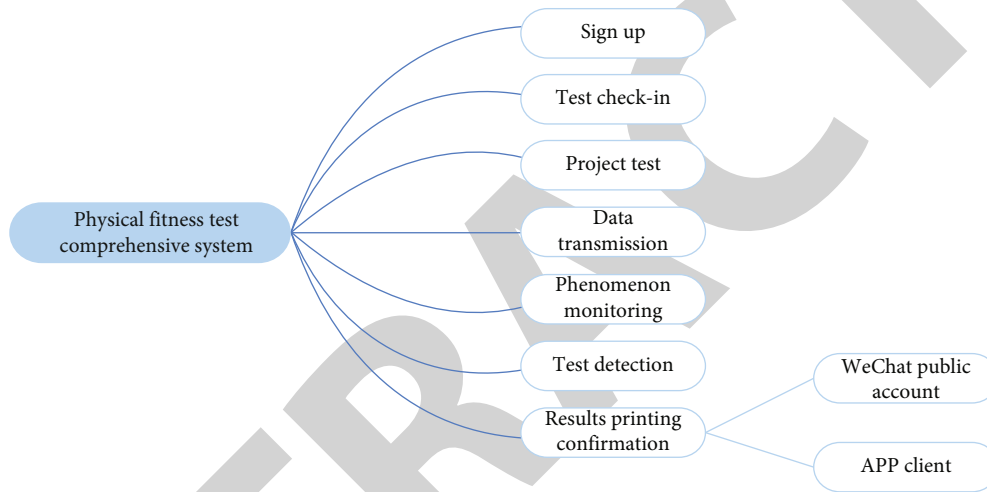 Sign up
Test check-in
Project test
Physical fitness test
comprehensive system
Data
transmission
Phenomenon
monitoring
Test detection
Results printing
confirmation
WeChat public
account
APP client